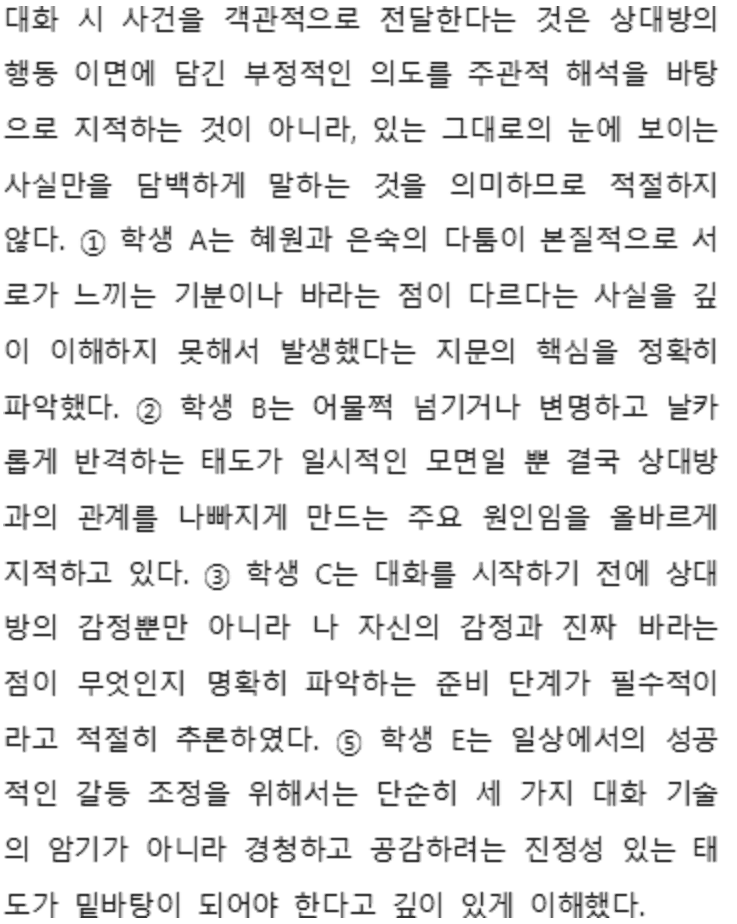 대화 시 사건을 객관적으로 전달한다는 것은 상대방의
행동 이면에 담긴 부정적인 의도를 주관적 해석을 바탕
으로 지적하는 것이 아니라, 있는 그대로의 눈에 보이는
사실만을 담백하게 말하는 것을 의미하므로 적절하지
않다. ① 학생 A는 혜원과 은숙의 다툼이 본질적으로 서
로가 느끼는 기분이나 바라는 점이 다르다는 사실을 깊
이 이해하지 못해서 발생했다는 지문의 핵심을 정확히
파악했다. ② 학생 B는 어물쩍 넘기거나 변명하고 날카
롭게 반격하는 태도가 일시적인 모면일 뿐 결국 상대방
과의 관계를 나빠지게 만드는 주요 원인임을 올바르게
지적하고 있다. ③ 학생 C는 대화를 시작하기 전에 상대
방의 감정뿐만 아니라 나 자신의 감정과 진짜 바라는
점이 무엇인지 명확히 파악하는 준비 단계가 필수적이
라고 적절히 추론하였다. ⑤ 학생 E는 일상에서의 성공
적인 갈등 조정을 위해서는 단순히 세 가지 대화 기술
의 암기가 아니라 경청하고 공감하려는 진정성 있는 태
도가 밑바탕이 되어야 한다고 깊이 있게 이해했다.